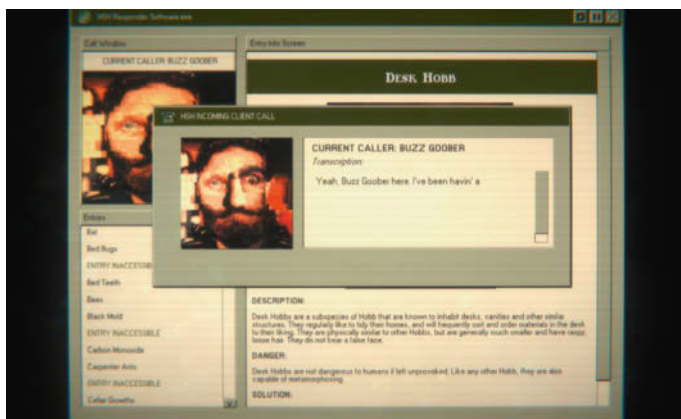 HSH Responder Software.exe
Call Window
CURRENT CALLER: BUZZ GOOBER
Entries
Bat
Bed Bugs
ENTRY INACCESSIBLE
Bed Teeth
Bees
Black Mold
ENTRY INACCESSIBLE
Carbon Monoxide
Carpenter Ants
ENTRY INACCESSIBLE
Cellar Grottos
Entry Info Screen
DESK HOBB
HSH INCOMING CLIENT CALL
CURRENT CALLER: BUZZ GOOBER
Transcription:
Yeah, Buzz Goober here. I've been havin' a
DESCRIPTION:
Desk Hobbs are a subspecies of Hobb that are known to inhabit desks, vanities and other similar
structures. They regularly like to tidy their homes, and will frequently sort and order materials in the desk
to their liking. They are physically similar to other Hobbs, but are generally much smaller and have raspy,
loose hair. They do not bear a false face.
DANGER:
Desk Hobbs are not dangerous to humans if left unprovoked. Like any other Hobb, they are also
capable of metamorphosing.
SOLUTION: